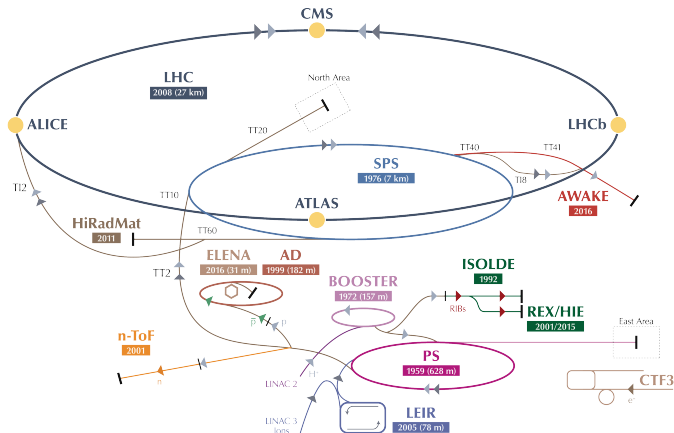 CMS
LHC
2008 (27 km)
North Area
ALICE
LHCb
TT20
TT40
TT41
SPS
1976 (7 km)
TI2
TI8
TT10
AWAKE
2016
ATLAS
HiRadMat
2011
TT60
ELENA
2016 (31 m)
AD
1999 (182 m)
TT2
BOOSTER
1972 (157 m)
ISOLDE
1992
p
p
RIBs
REX/HIE
2001/2015
n-ToF
2001
East Area
PS
1959 (628 m)
n
H+
LINAC 2
CTF3
e-
LEIR
2005 (78 m)
LINAC 3
Ions